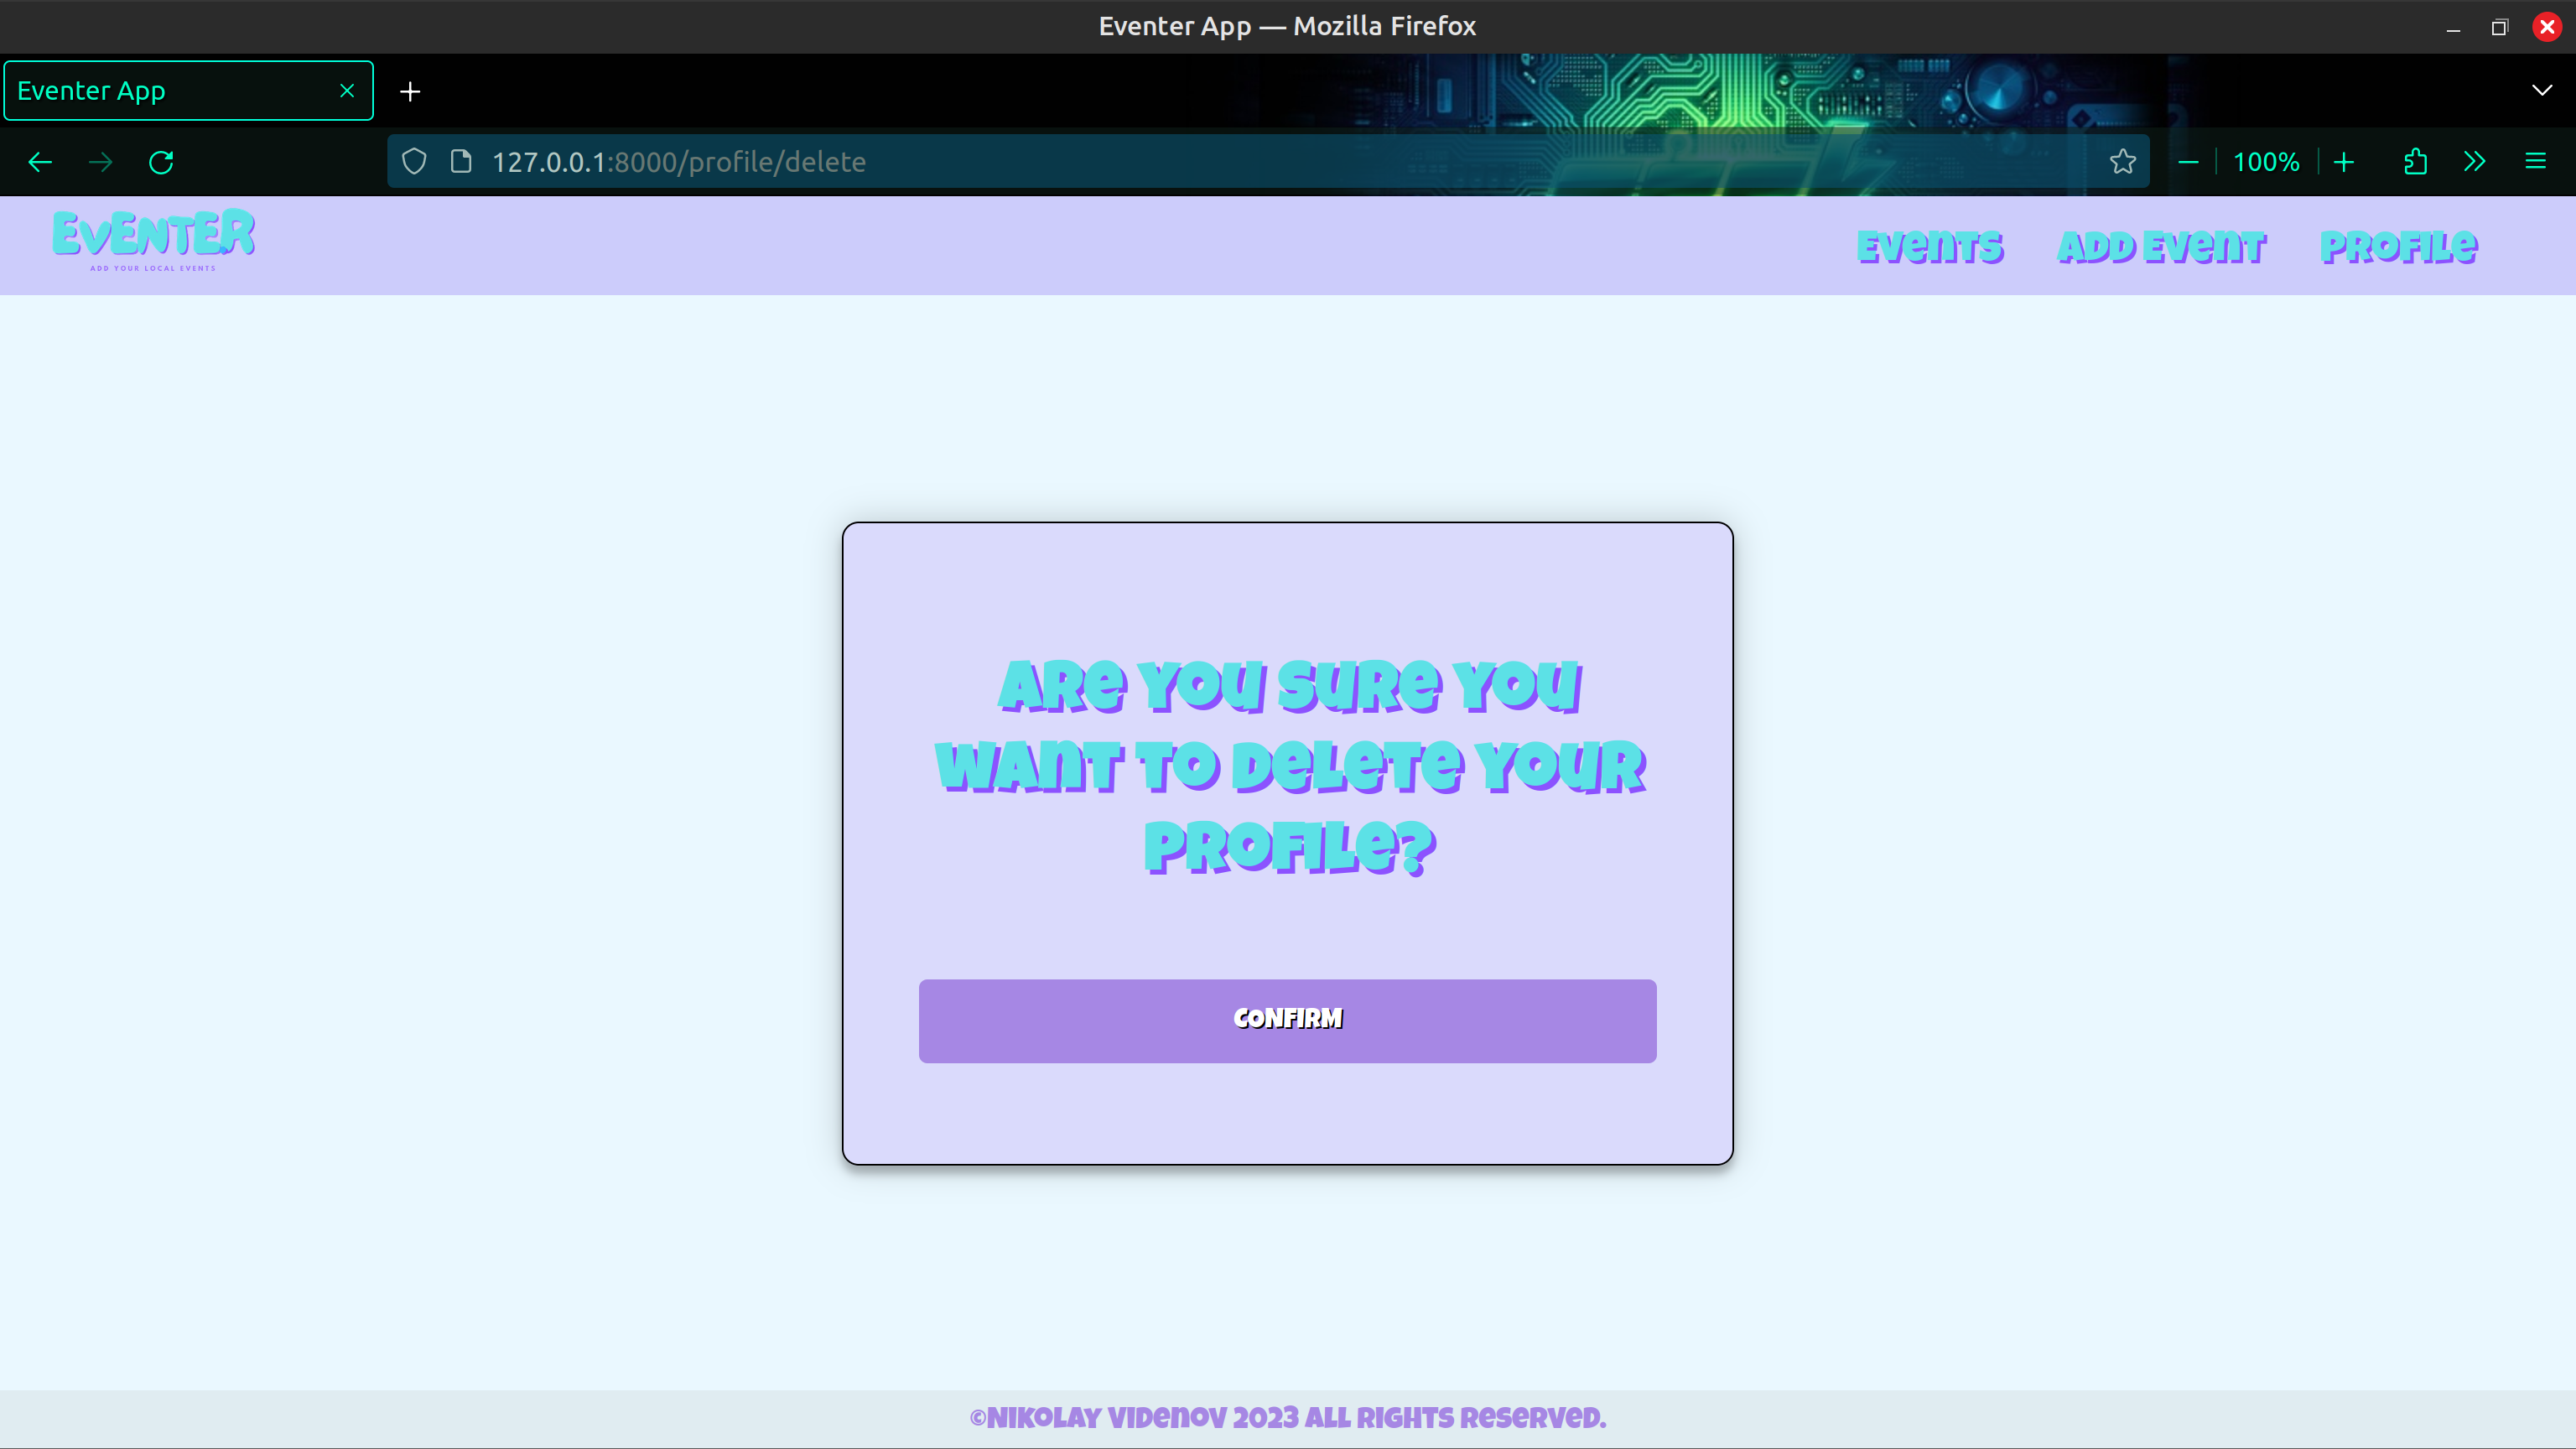 Eventer App — Mozilla Firefox
Eventer App
127.0.0.1:8000/profile/delete
100%
EVENTER
ADD YOUR LOCAL EVENTS
Events
Add Event
Profile
Are you sure you
want to delete your
profile?
CONFIRM
©Nikolay Videnov 2023 All rights reserved.